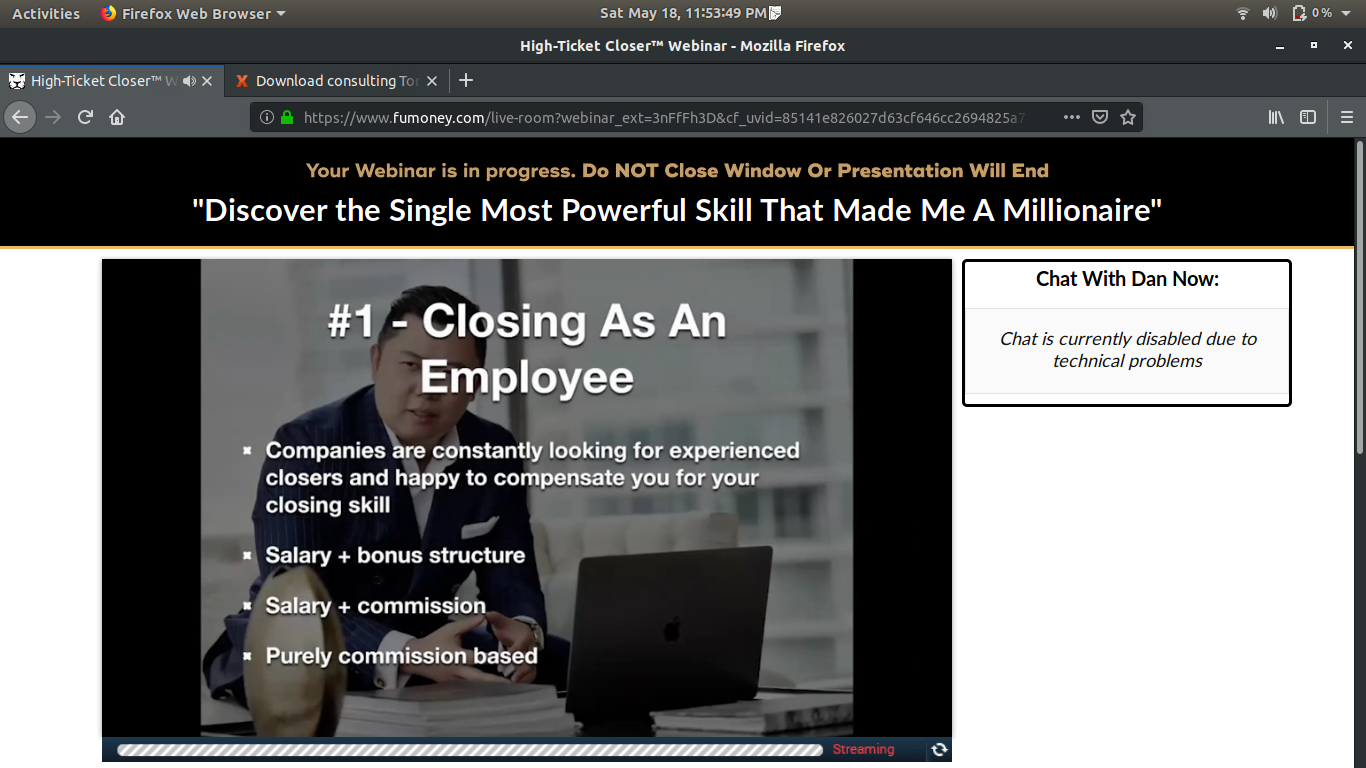 Activities Firefox Web Browser Sat May 18, 11:53:49 PM 0 %
High-Ticket Closer™ Webinar - Mozilla Firefox
High-Ticket Closer™ W Download consulting Tor
https://www.fumoney.com/live-room?webinar_ext=3nFfFh3D&cf_uvid=85141e826027d63cf646cc2694825a7
Your Webinar is in progress. Do NOT Close Window Or Presentation Will End
"Discover the Single Most Powerful Skill That Made Me A Millionaire"
#1 - Closing As An
Employee
Companies are constantly looking for experienced
closers and happy to compensate you for your
closing skill
Salary + bonus structure
Salary + commission
Purely commission based
Streaming
Chat With Dan Now:
Chat is currently disabled due to
technical problems